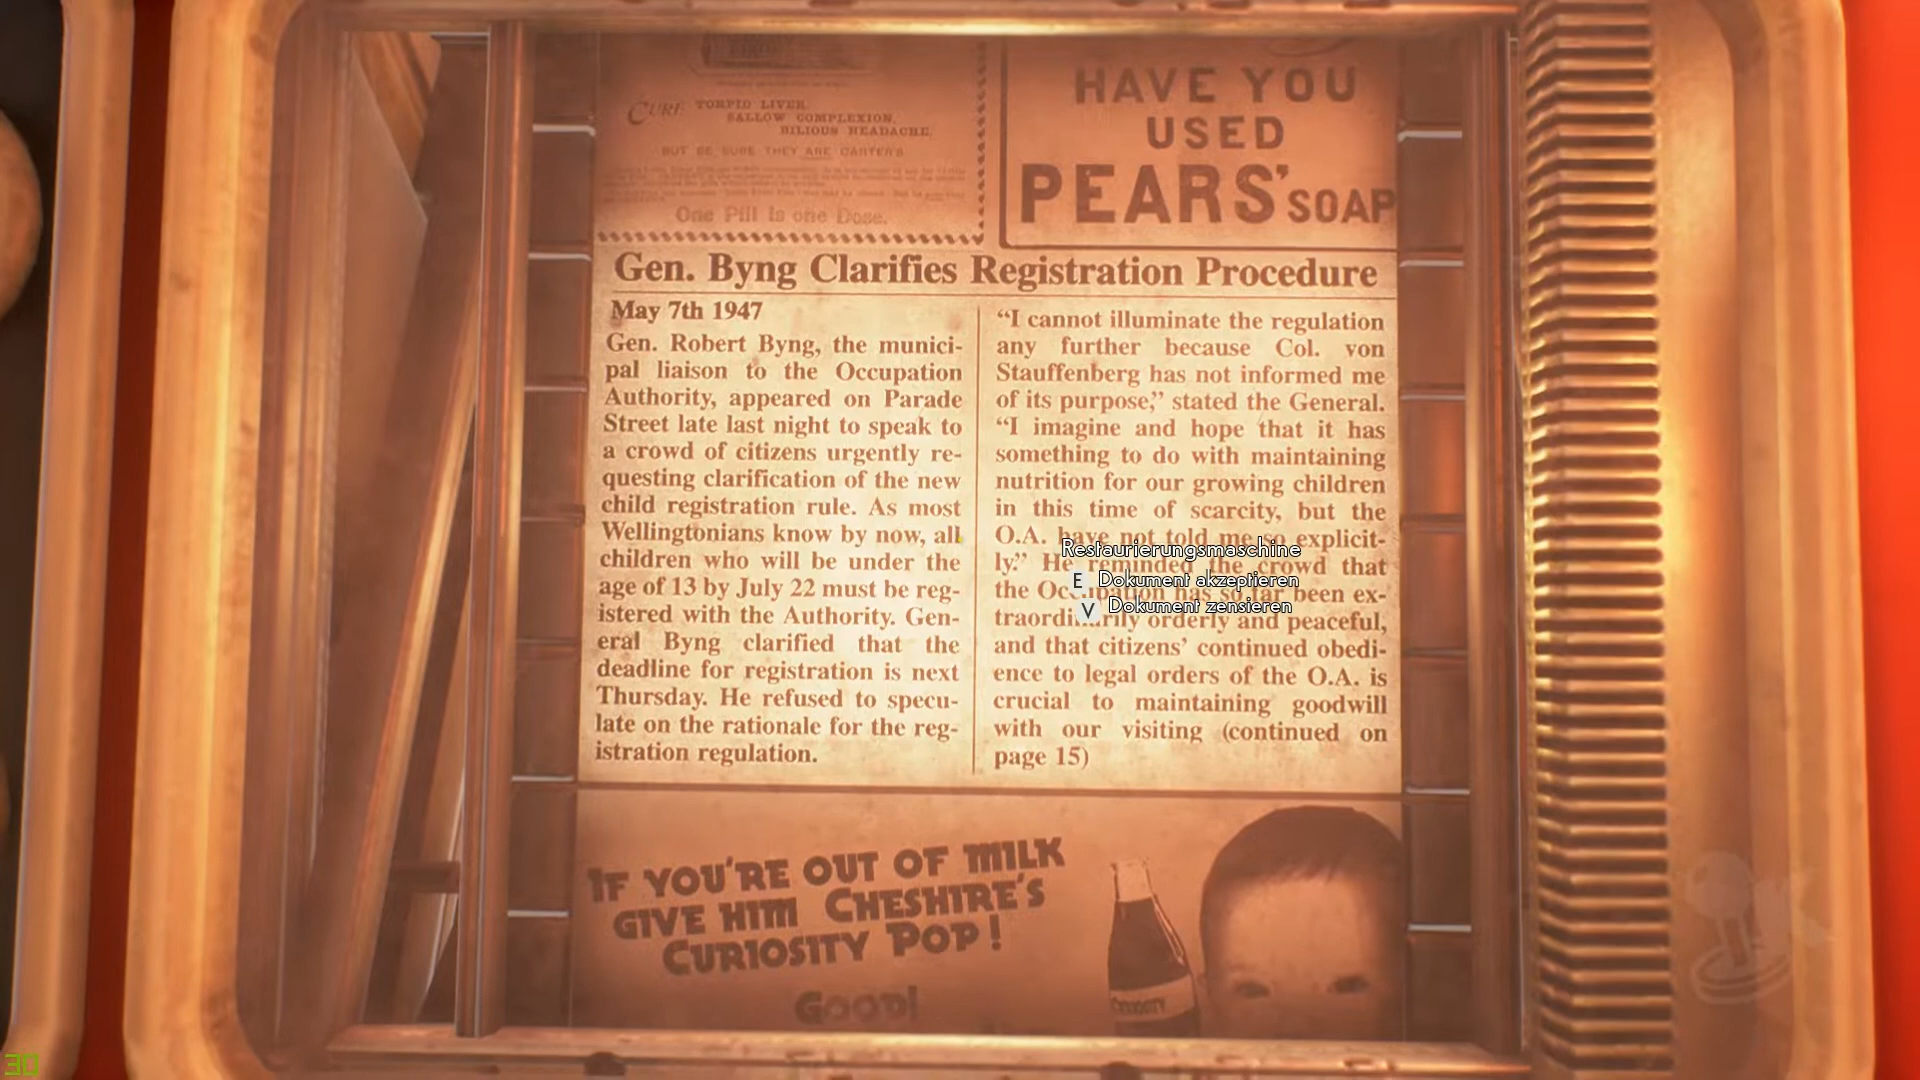 CURE TORPID LIVER,
SALLOW COMPLEXION,
BILIOUS HEADACHE,
BUT BE SURE THEY ARE CARTER'S
One Pill is one Dose.
HAVE YOU
USED
PEARS' SOAP
Gen. Byng Clarifies Registration Procedure
May 7th 1947
Gen. Robert Byng, the munici-
pal liaison to the Occupation
Authority, appeared on Parade
Street late last night to speak to
a crowd of citizens urgently re-
questing clarification of the new
child registration rule. As most
Wellingtonians know by now, all
children who will be under the
age of 13 by July 22 must be reg-
istered with the Authority. Gen-
eral Byng clarified that the
deadline for registration is next
Thursday. He refused to specu-
late on the rationale for the reg-
istration regulation.
“I cannot illuminate the regulation
any further because Col. von
Stauffenberg has not informed me
of its purpose,” stated the General.
“I imagine and hope that it has
something to do with maintaining
nutrition for our growing children
in this time of scarcity, but the
O.A. have not told me so explicit-
ly.” He reminded the crowd that
the Occupation has so far been ex-
traordinarily orderly and peaceful,
and that citizens’ continued obedi-
ence to legal orders of the O.A. is
crucial to maintaining goodwill
with our visiting (continued on
page 15)
Restaurierungsmaschine
E Dokument akzeptieren
V Dokument zensieren
IF YOU'RE OUT OF MILK
GIVE HIM CHESHIRE'S
CURIOSITY POP!
GOOD!
30